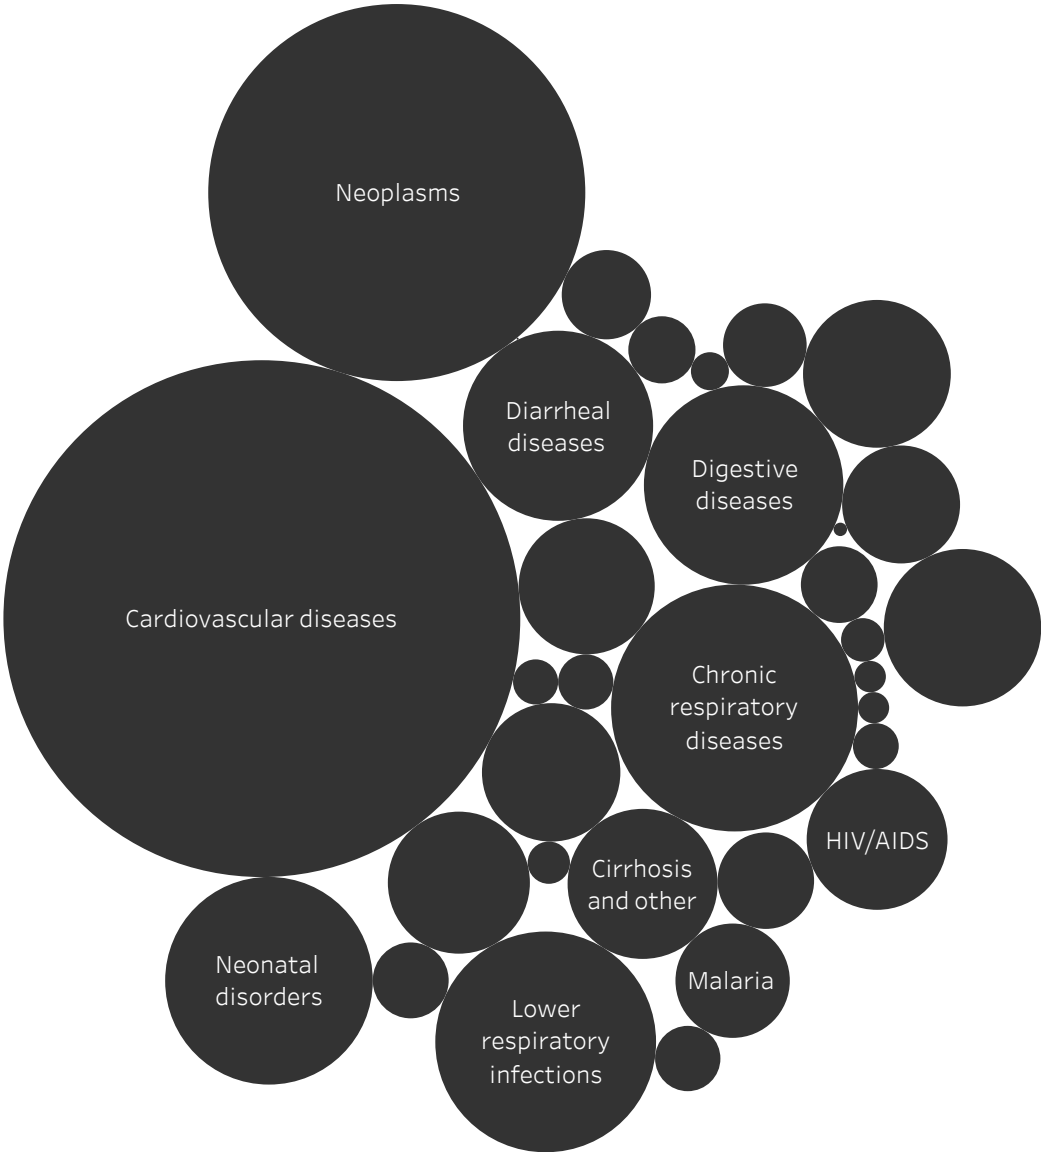 Neoplasms
Diarrheal
diseases
Digestive
diseases
Cardiovascular diseases
Chronic
respiratory
diseases
HIV/AIDS
Cirrhosis
and other
Neonatal
disorders
Malaria
Lower
respiratory
infections